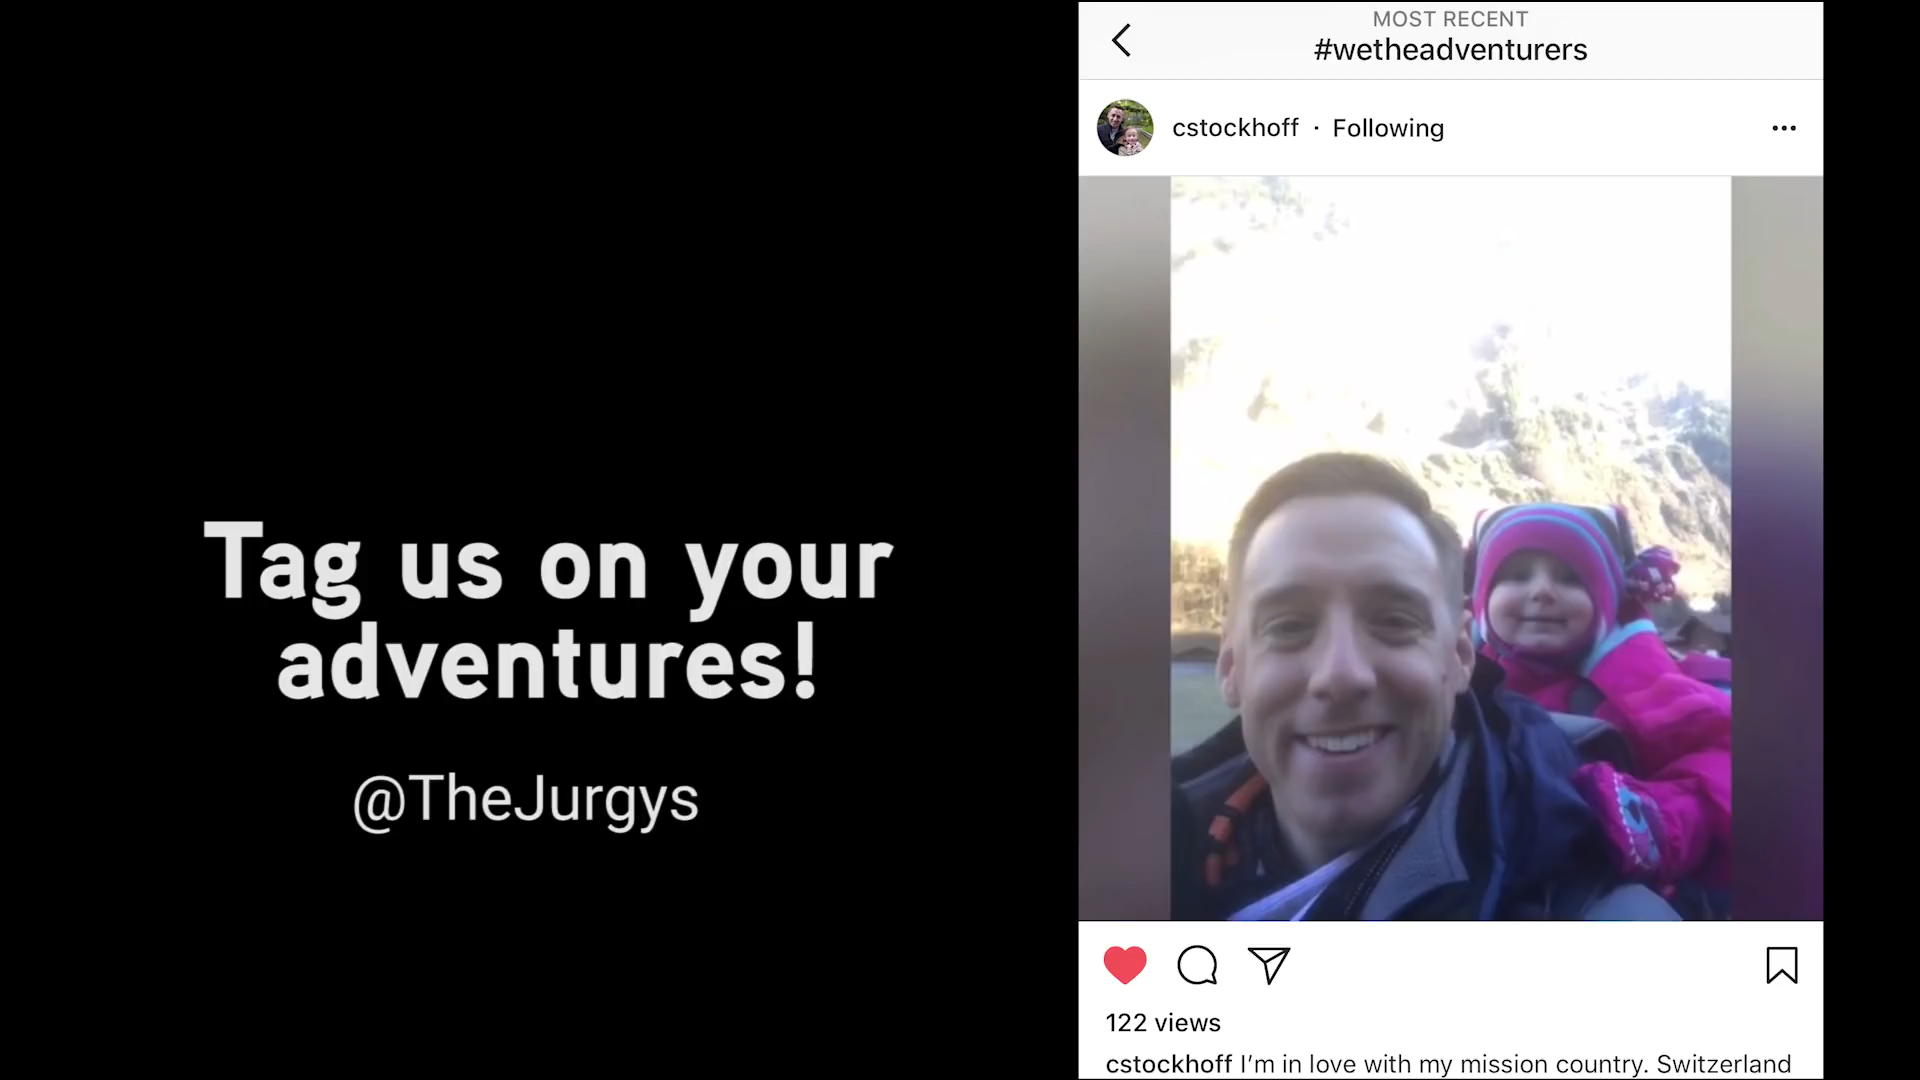 Tag us on your
adventures!
@TheJurgys
MOST RECENT
#wetheadventurers
cstockhoff · Following
122 views
cstockhoff I’m in love with my mission country. Switzerland